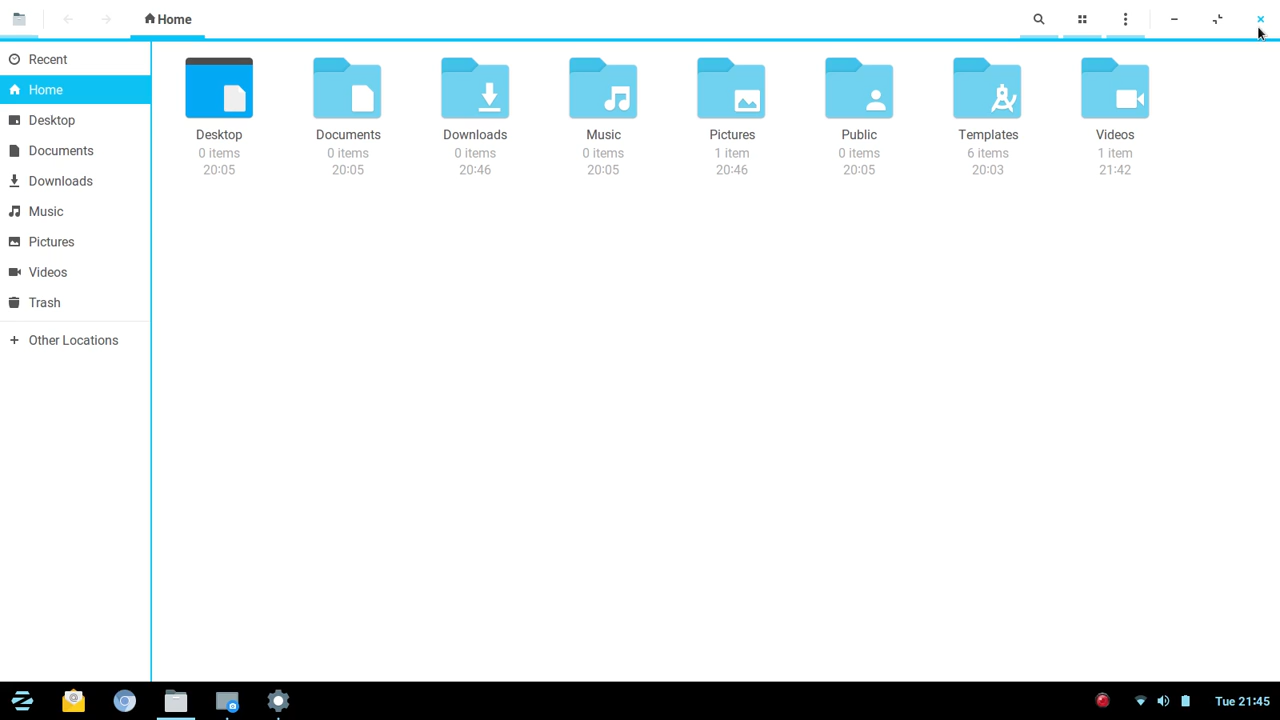 Home
Recent
Home
Desktop
Documents
Downloads
Music
Pictures
Videos
Trash
Other Locations
Desktop
0 items
20:05
Documents
0 items
20:05
Downloads
0 items
20:46
Music
0 items
20:05
Pictures
1 item
20:46
Public
0 items
20:05
Templates
6 items
20:03
Videos
1 item
21:42
Tue 21:45